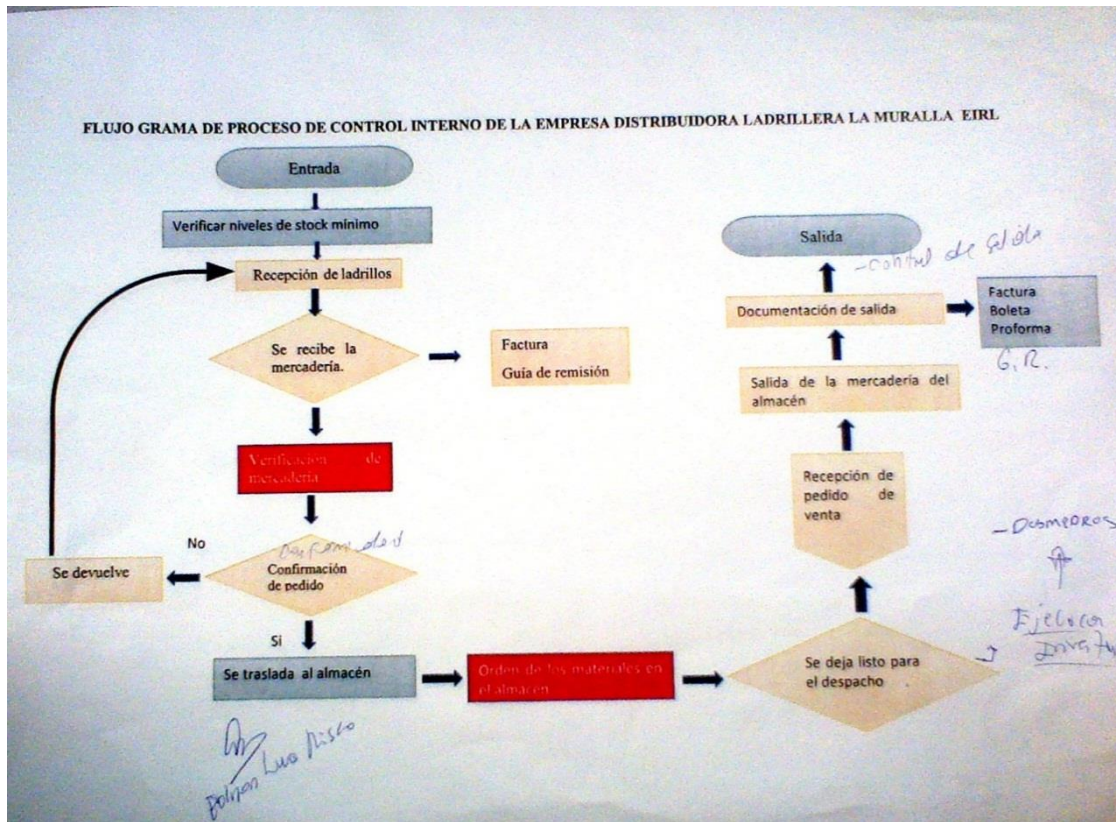 FLUJO GRAMA DE PROCESO DE CONTROL INTERNO DE LA EMPRESA DISTRIBUIDORA LADRILLERA LA MURALLA EIRL
Entrada
Verificar niveles de stock mínimo
Recepción de ladrillos
Se recibe la
mercadería.
Factura
Guía de remisión
Verificación de
mercadería
No
Se devuelve
Confirmación
de pedido
Si
Se traslada al almacén
Orden de los materiales en
el almacén
Se deja listo para
el despacho
Recepción de
pedido de
venta
Salida de la mercadería del
almacén
Documentación de salida
Factura
Boleta
Proforma
G.R.
- control de salida
Salida
- DESMEDROS